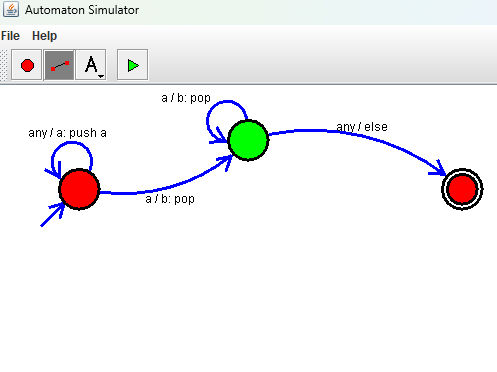 Automaton Simulator
File Help
A
a / b: pop
any / a: push a
any / else
a / b: pop